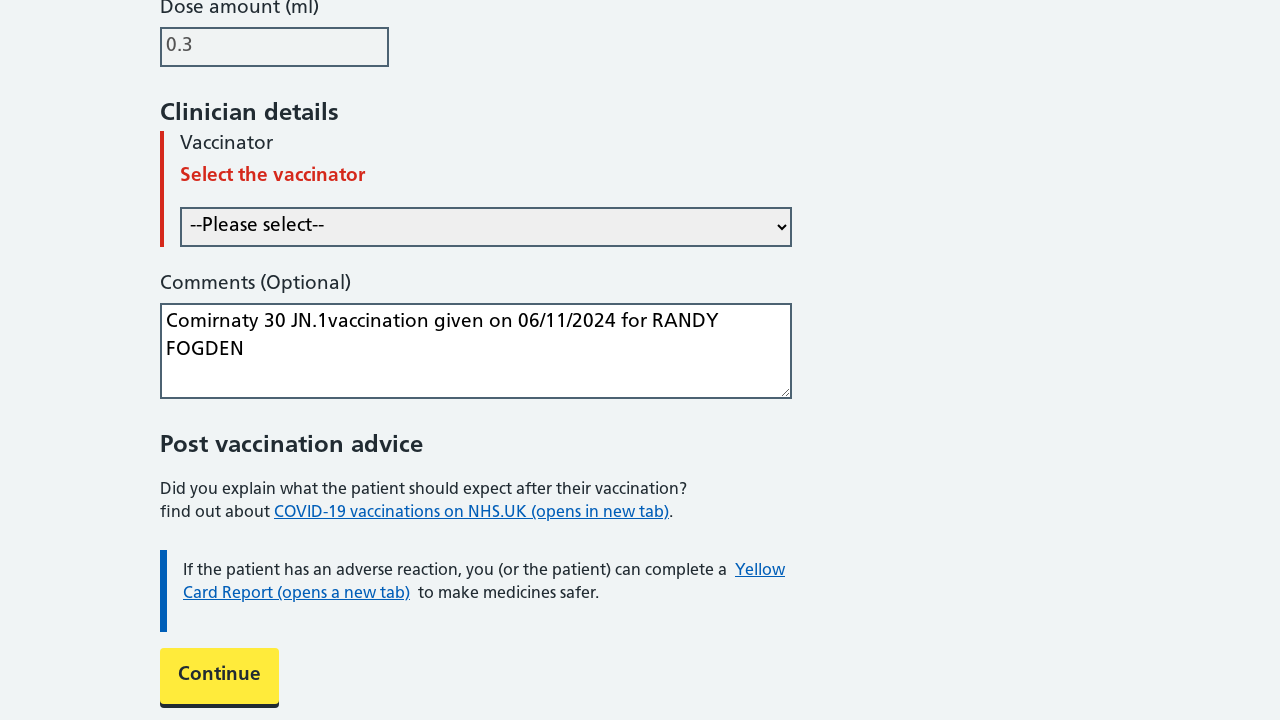 Dose amount (ml)
0.3
Clinician details
Vaccinator
Select the vaccinator
--Please select--
Comments (Optional)
Comirnaty 30 JN.1vaccination given on 06/11/2024 for RANDY
FOGDEN
Post vaccination advice
Did you explain what the patient should expect after their vaccination?
find out about COVID-19 vaccinations on NHS.UK (opens in new tab).
If the patient has an adverse reaction, you (or the patient) can complete a Yellow
Card Report (opens a new tab) to make medicines safer.
Continue